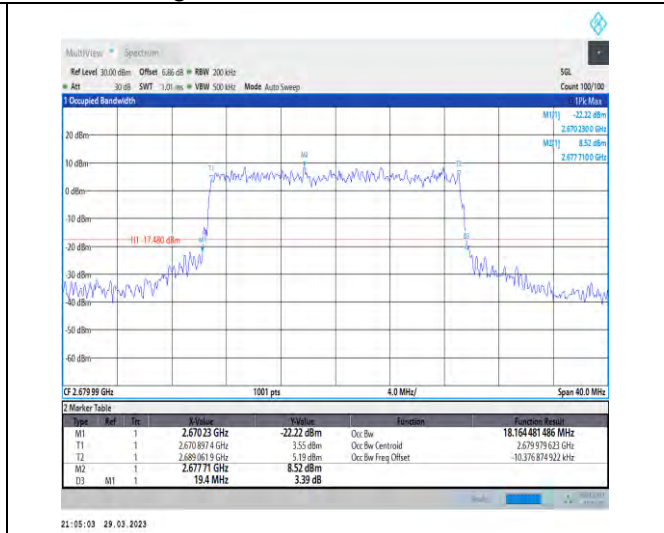 MultiView Spectrum
Ref Level 30.00 dBm Offset 6.86 dB RBW 200 kHz SGL
Att 30 dB SWT 1.01 ms VBW 500 kHz Mode Auto Sweep Count 100/100
1 Occupied Bandwidth 1Pk Max
M1[1] -22.22 dBm
2.670 2300 GHz
20 dBm
M2[1] 8.52 dBm
2.677 7100 GHz
10 dBm
T1
M2
T2
0 dBm
-10 dBm
H1 -17.480 dBm
-20 dBm
-30 dBm
-50 dBm
-60 dBm
CF 2.679 99 GHz 1001 pts 4.0 MHz/ Span 40.0 MHz
2 Marker Table
Type Ref Trc X-Value Y-Value Function Function Result
M1 1 2.670 23 GHz -22.22 dBm Occ Bw 18.164 481 486 MHz
T1 1 2.670 897 4 GHz 3.55 dBm Occ Bw Centroid 2.679 979 623 GHz
T2 1 2.689 061 9 GHz 5.19 dBm Occ Bw Freq Offset -10.376 874 922 kHz
M2 1 2.677 71 GHz 8.52 dBm
D3 M1 1 19.4 MHz 3.39 dB
21:05:03 29.03.2023